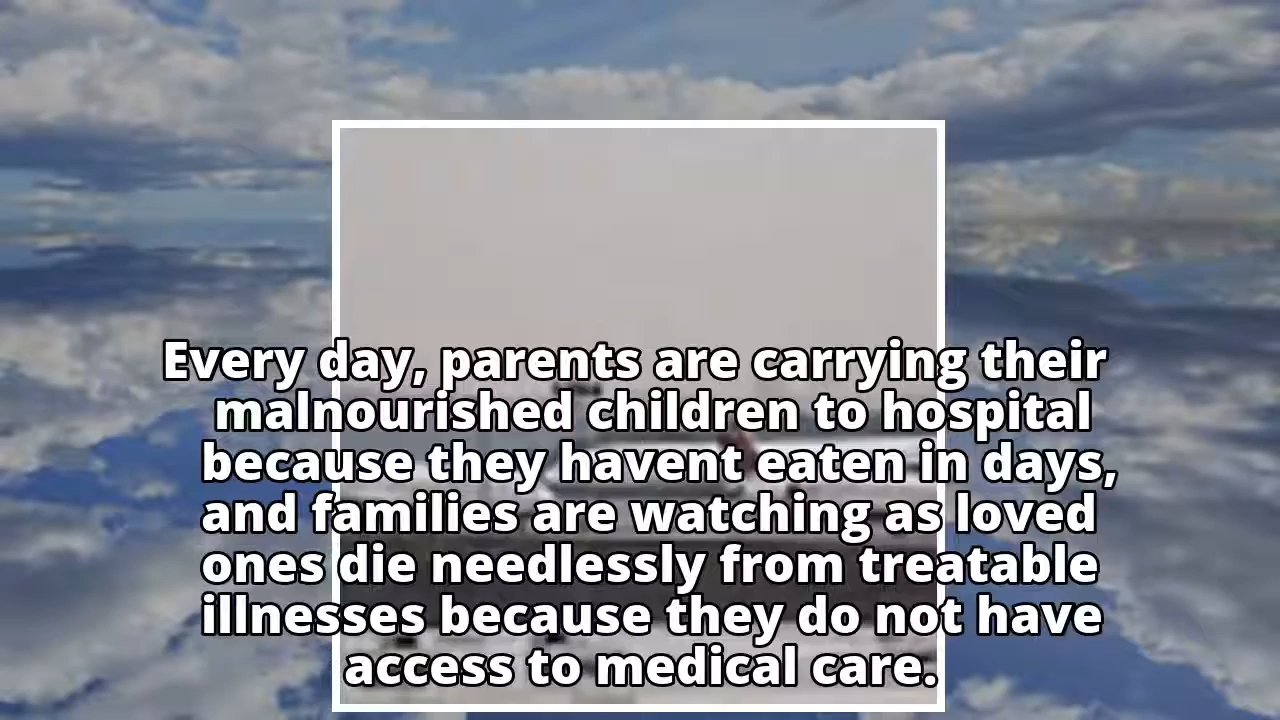 Every day, parents are carrying their
malnourished children to hospital
because they havent eaten in days,
and families are watching as loved
ones die needlessly from treatable
illnesses because they do not have
access to medical care.